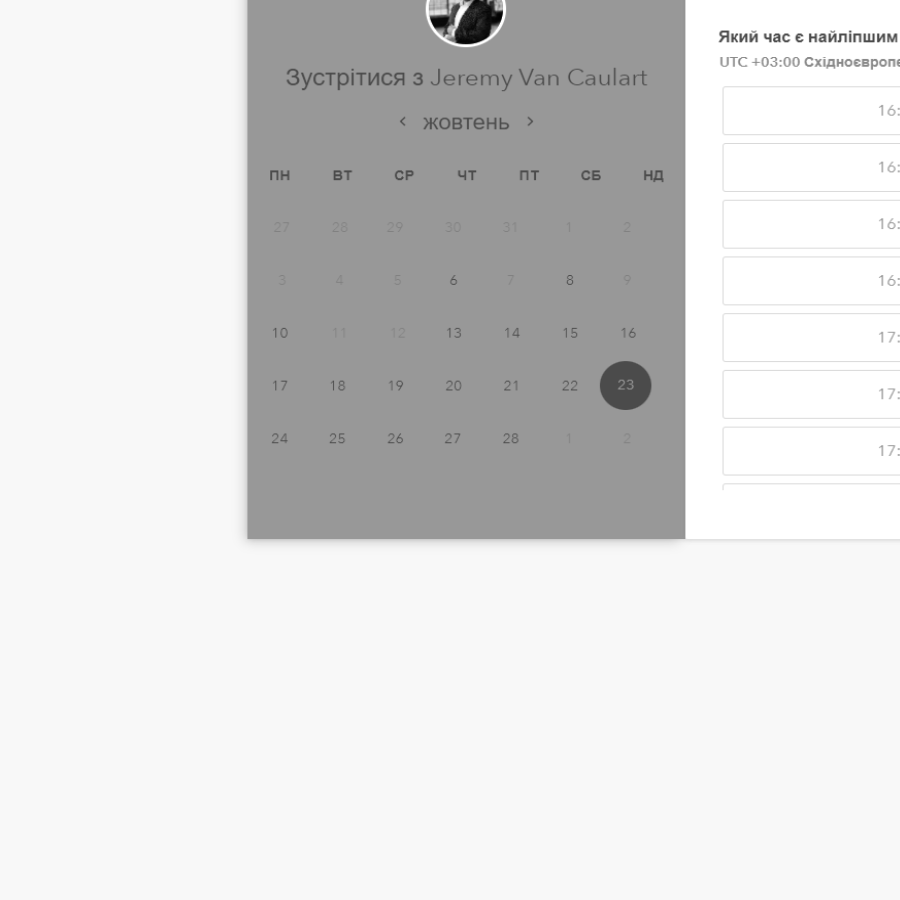 Зустрітися з Jeremy Van Caulart
жовтень
ПН ВТ СР ЧТ ПТ СБ НД
27 28 29 30 31 1 2
3 4 5 6 7 8 9
10 11 12 13 14 15 16
17 18 19 20 21 22 23
24 25 26 27 28 1 2
Який час є найліпшим
UTC +03:00 Східноєвропе
16:
16:
16:
16:
17:
17:
17: